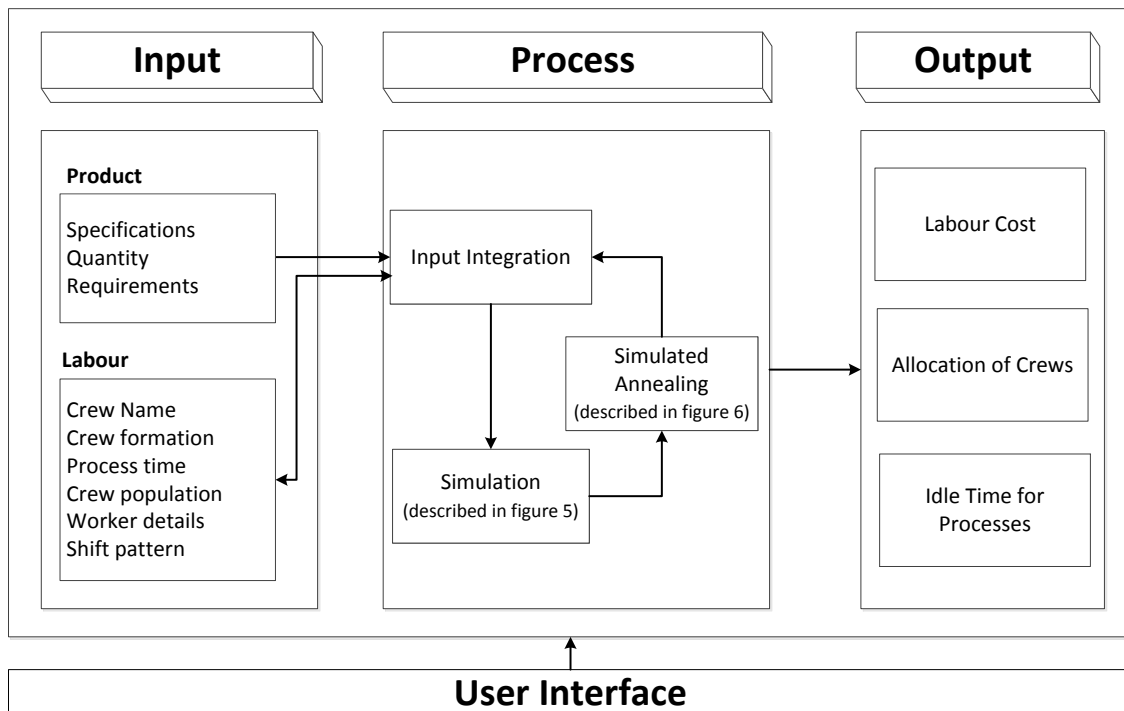 Input
Process
Output
Product
Specifications
Quantity
Requirements
Labour
Crew Name
Crew formation
Process time
Crew population
Worker details
Shift pattern
Input Integration
Simulated
Annealing
(described in figure 6)
Simulation
(described in figure 5)
Labour Cost
Allocation of Crews
Idle Time for
Processes
User Interface